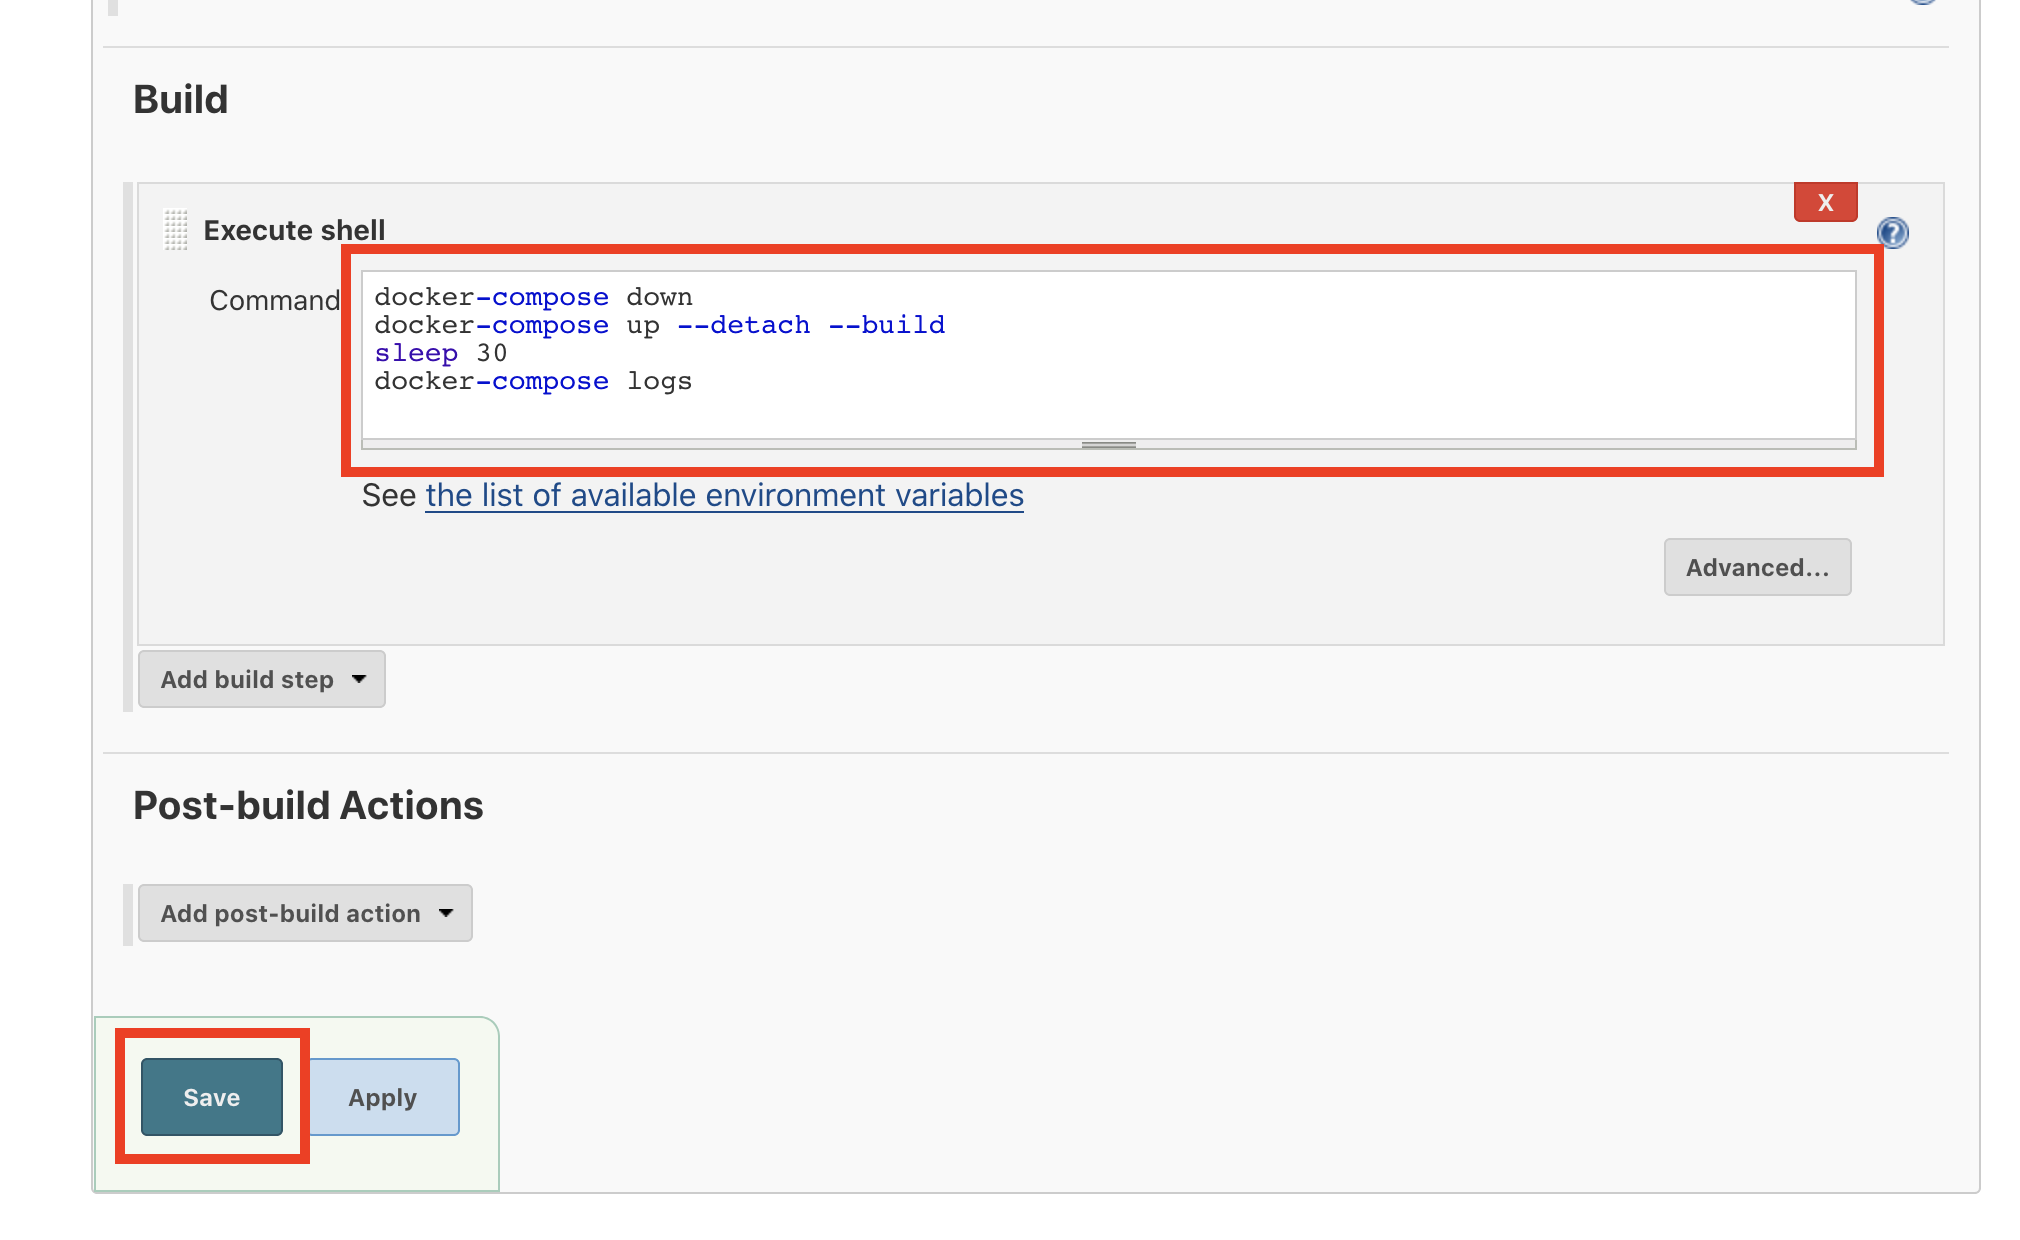 Build
X
Execute shell
?
Command
docker-compose down
docker-compose up --detach --build
sleep 30
docker-compose logs
See the list of available environment variables
Advanced...
Add build step
Post-build Actions
Add post-build action
Save
Apply